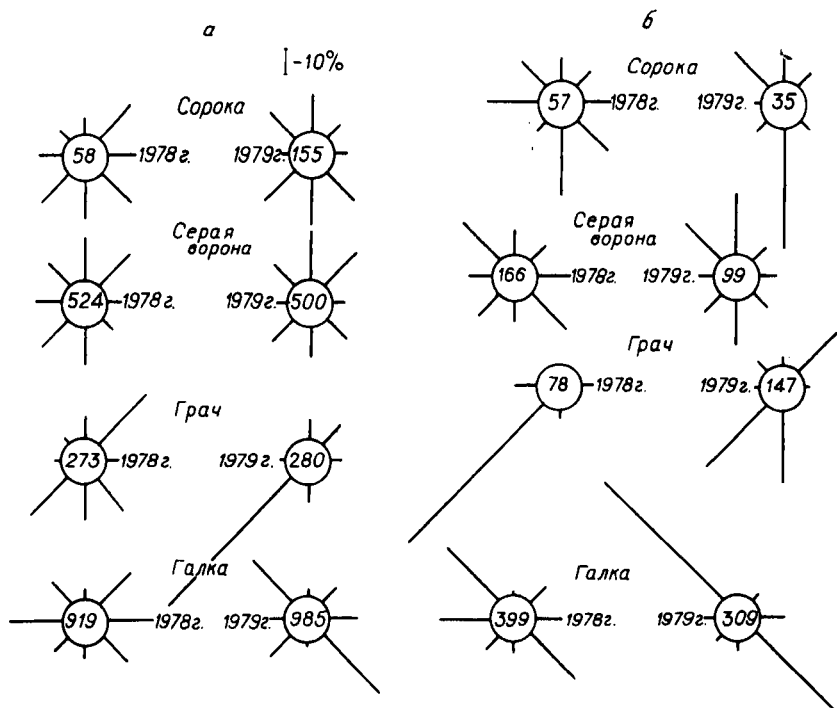 а
I-10%
Сорока
58
1978г.
1979г.
155
Серая
ворона
524
1978г.
1979г.
500
Грач
273
1978г.
1979г.
280
Галка
919
1978г.
1979г.
985
б
Сорока
57
1978г.
1979г.
35
Серая
ворона
166
1978г.
1979г.
99
Грач
78
1978г.
1979г.
147
Галка
399
1978г.
1979г.
309